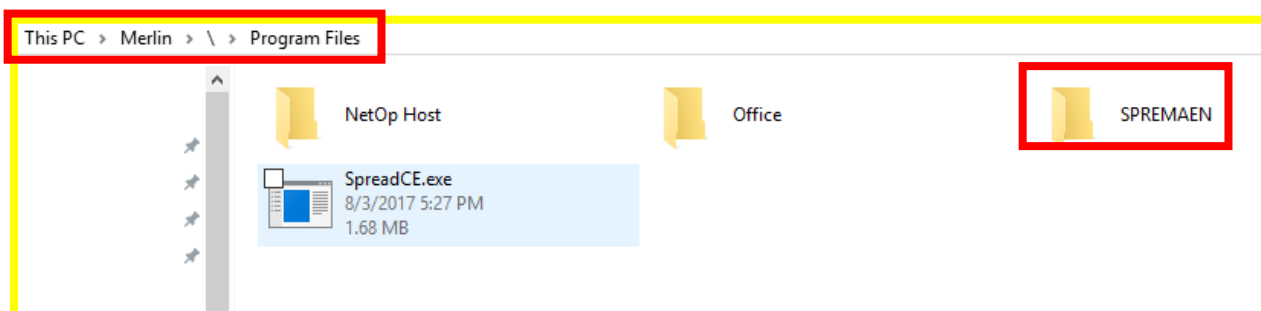 This PC > Merlin > \ > Program Files
NetOp Host
Office
SPREMAEN
SpreadCE.exe
8/3/2017 5:27 PM
1.68 MB